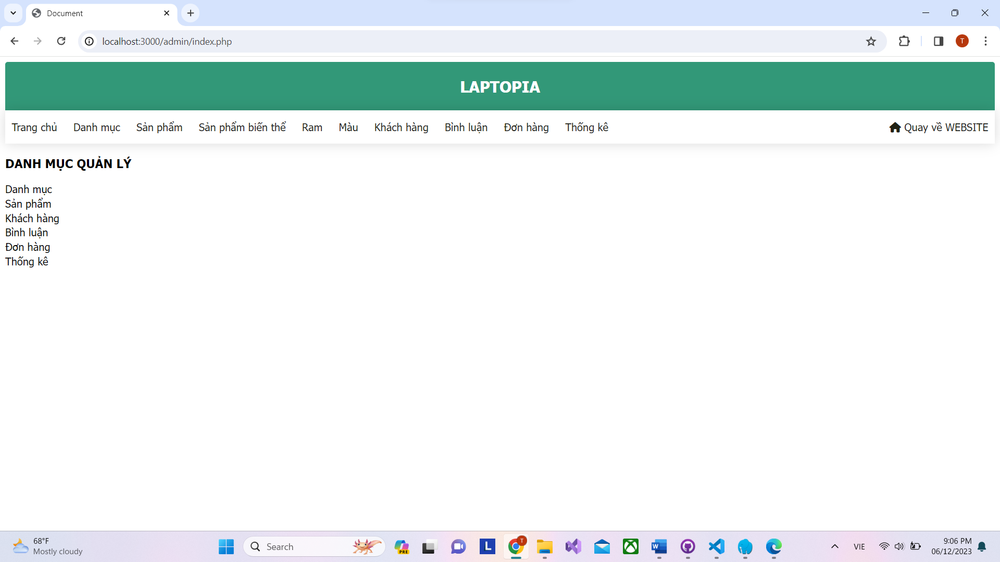 Document
localhost:3000/admin/index.php
T
LAPTOPIA
Trang chủ Danh mục Sản phẩm Sản phẩm biến thể Ram Màu Khách hàng Bình luận Đơn hàng Thống kê Quay về WEBSITE
DANH MỤC QUẢN LÝ
Danh mục
Sản phẩm
Khách hàng
Bình luận
Đơn hàng
Thống kê
68°F
Mostly cloudy
Search
PRE
L
T
W
VIE
9:06 PM
06/12/2023